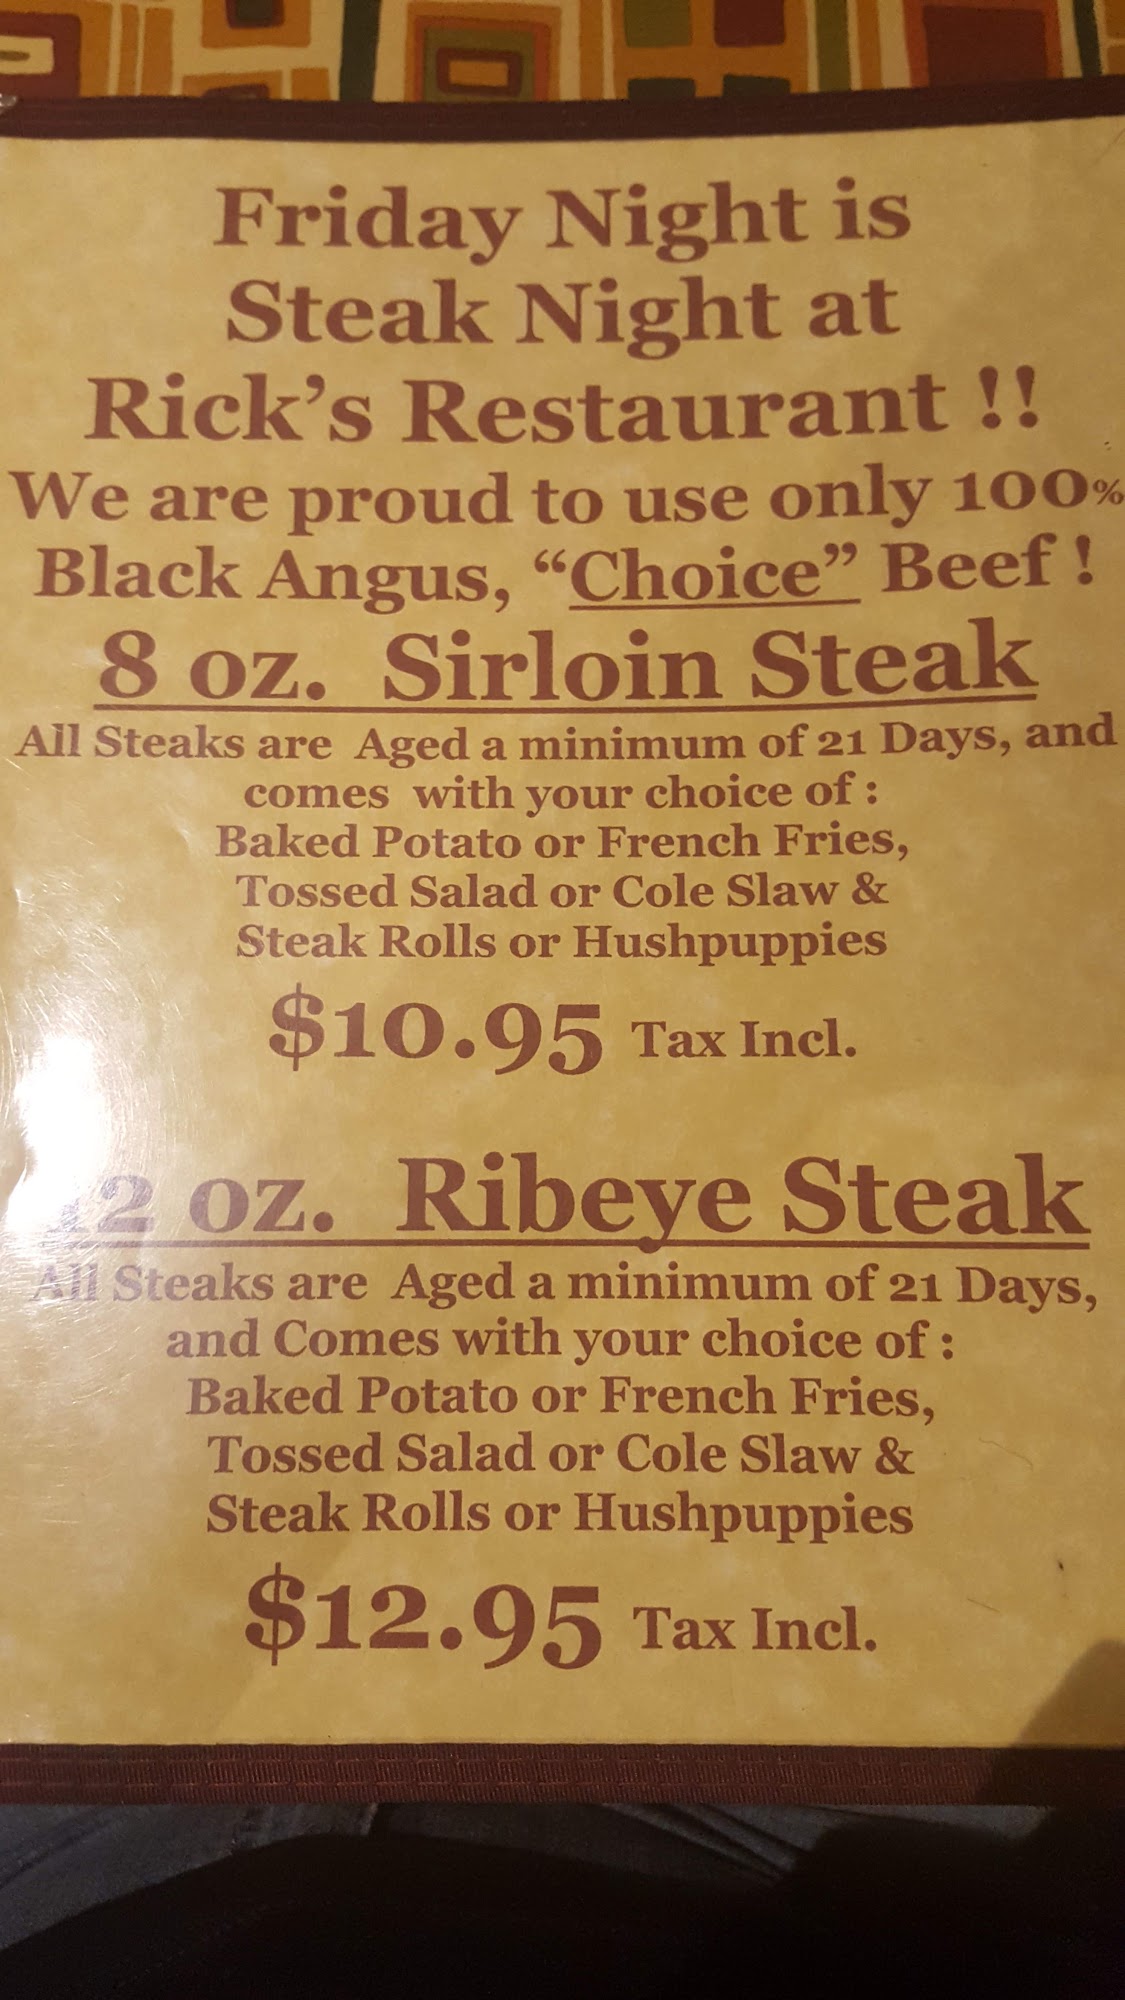 Friday Night is
Steak Night at
Rick's Restaurant !!
We are proud to use only 100%
Black Angus, “Choice” Beef !
8 oz. Sirloin Steak
All Steaks are Aged a minimum of 21 Days, and
comes with your choice of :
Baked Potato or French Fries,
Tossed Salad or Cole Slaw &
Steak Rolls or Hushpuppies
$10.95 Tax Incl.
12 oz. Ribeye Steak
All Steaks are Aged a minimum of 21 Days,
and Comes with your choice of :
Baked Potato or French Fries,
Tossed Salad or Cole Slaw &
Steak Rolls or Hushpuppies
$12.95 Tax Incl.